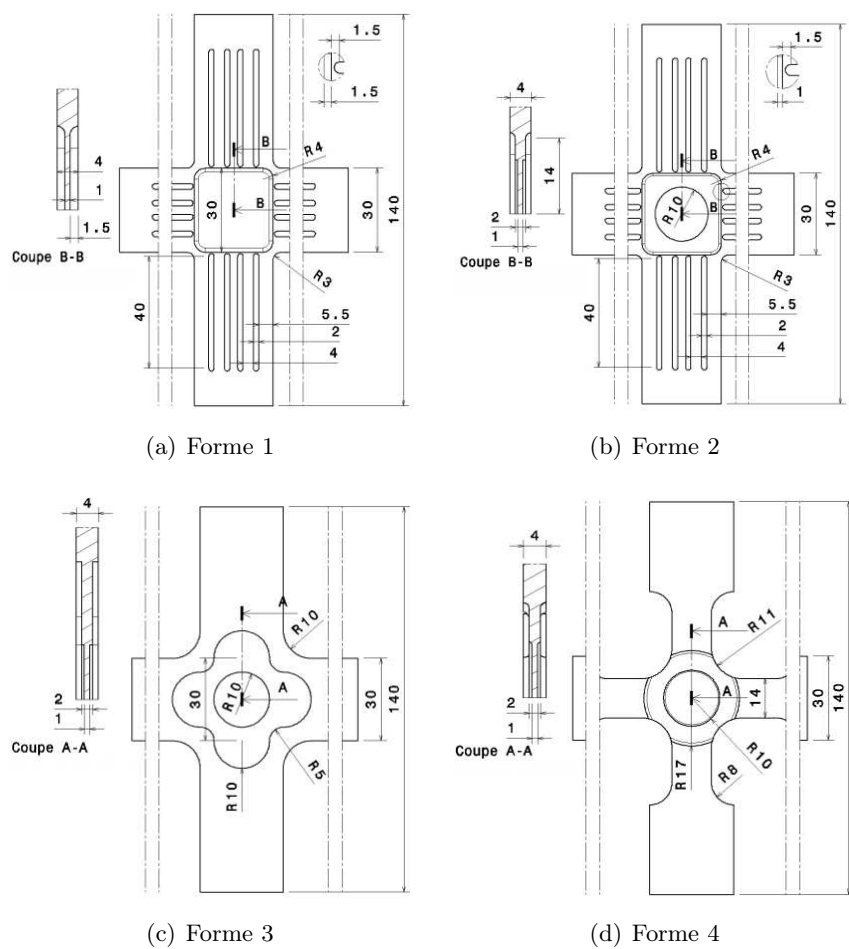 1.5
1.5
B
R4
4
1
1.5
30
B
30
140
Coupe B-B
R3
40
5.5
2
4
(a) Forme 1
1.5
1
4
B
R4
14
R10
B
30
140
2
1
Coupe B-B
R3
40
5.5
2
4
(b) Forme 2
4
A
R10
30
R10
A
30
140
2
1
Coupe A-A
R5
R10
(c) Forme 3
4
A
R11
A
14
30
140
2
1
Coupe A-A
R10
R17
R8
(d) Forme 4